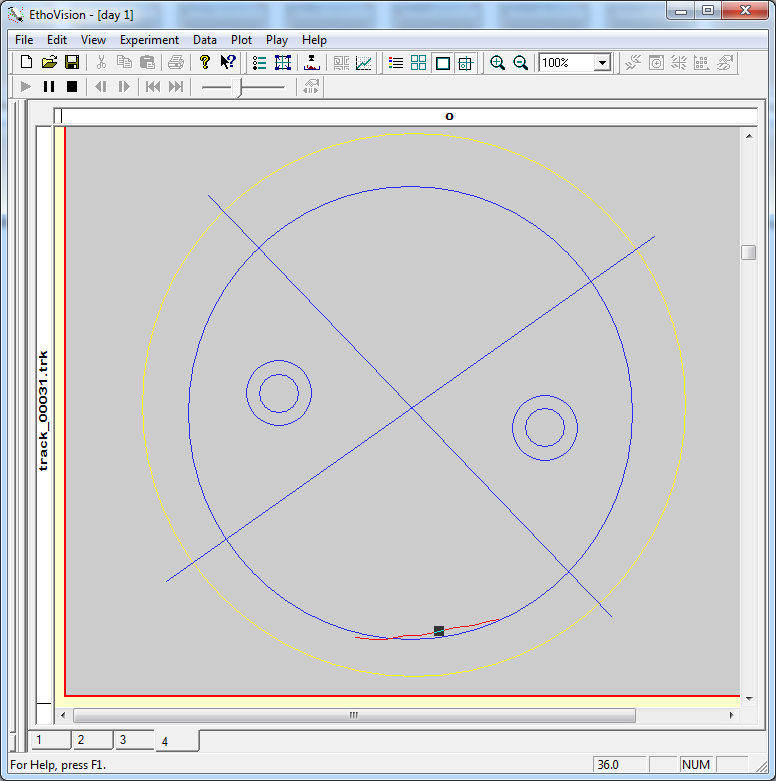 EthoVision - [day 1]
File Edit View Experiment Data Plot Play Help
100%
o
track_00031.trk
1 2 3 4
For Help, press F1. 36.0 NUM